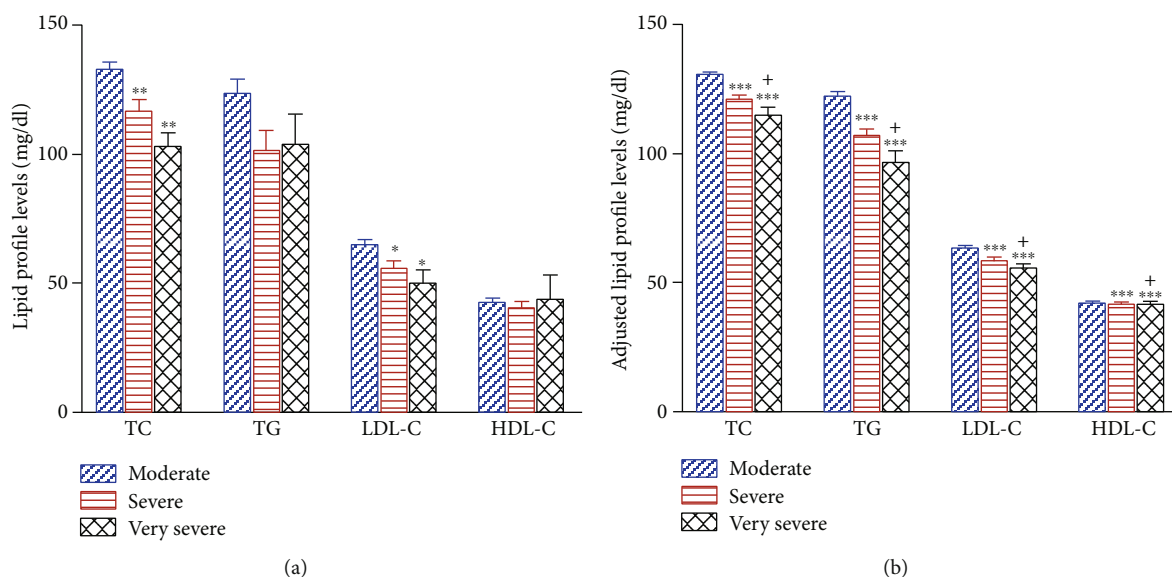 (a)
150
100
50
0
Lipid profile levels (mg/dl)
**
**
*
*
TC TG LDL-C HDL-C
Moderate
Severe
Very severe
(a)
(b)
150
100
50
0
Adjusted lipid profile levels (mg/dl)
***
+
***
***
+
***
***
+
***
***
+
***
TC TG LDL-C HDL-C
Moderate
Severe
Very severe
(b)